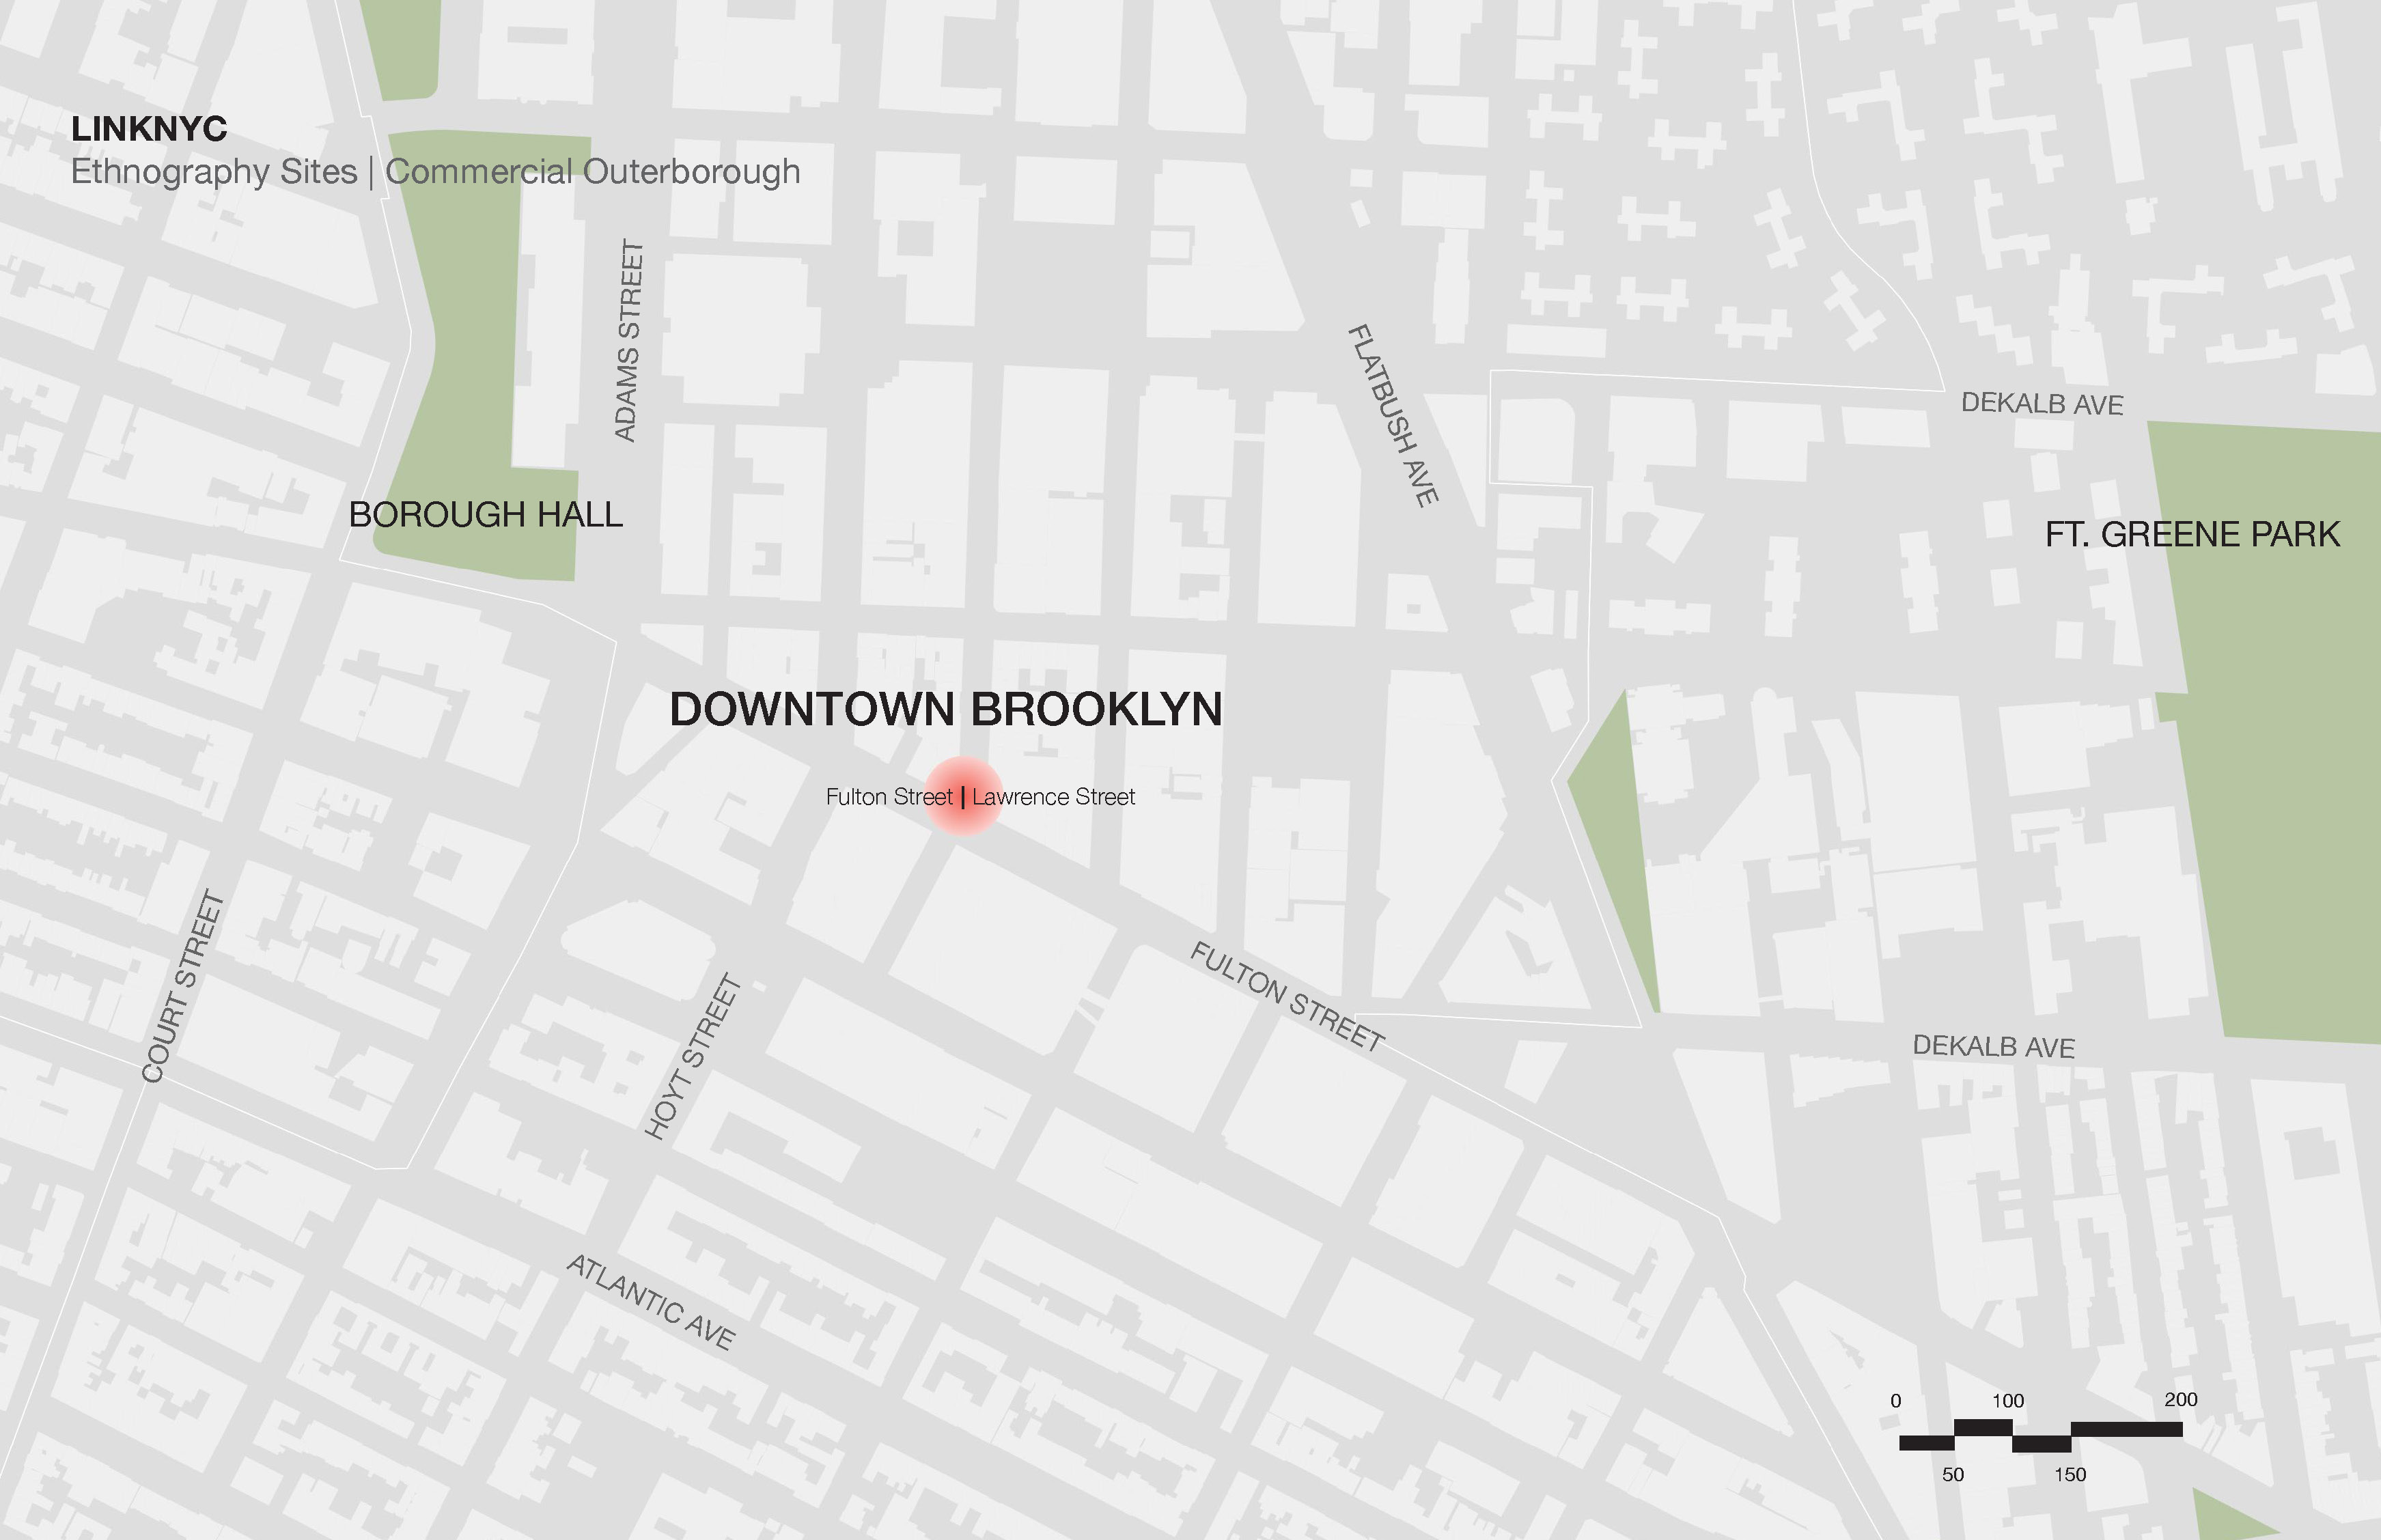 LINKNYC
Ethnography Sites | Commercial Outerborough
ADAMS STREET
FLATBUSH AVE
DEKALB AVE
BOROUGH HALL
FT. GREENE PARK
DOWNTOWN BROOKLYN
Fulton Street | Lawrence Street
COURT STREET
HOYT STREET
FULTON STREET
DEKALB AVE
ATLANTIC AVE
0 100 200
50 150